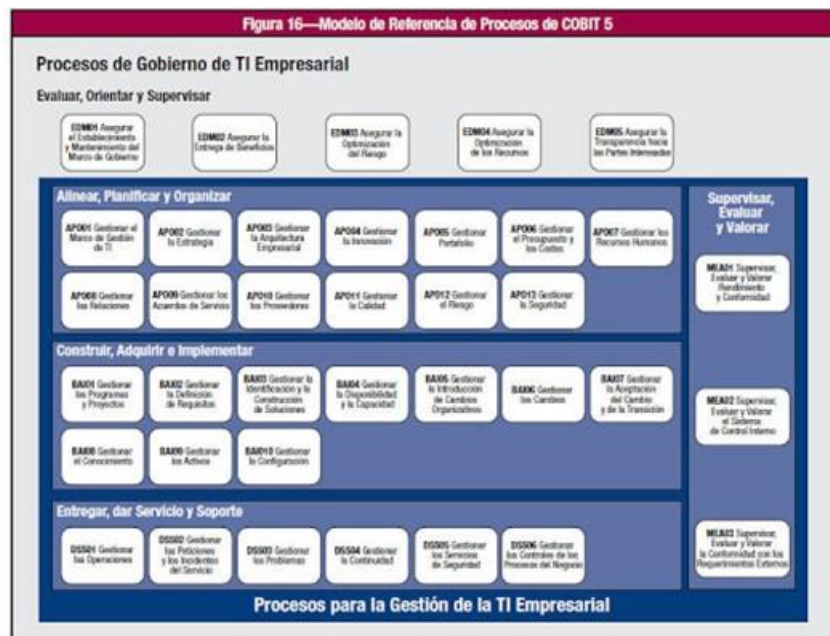 Figura 16—Modelo de Referencia de Procesos de COBIT 5
Procesos de Gobierno de TI Empresarial
Evaluar, Orientar y Supervisar
EDM01 Asegurar
el Establecimiento
y Mantenimiento del
Marco de Gobierno
EDM02 Asegurar la
Entrega de Beneficios
EDM03 Asegurar la
Optimización
del Riesgo
EDM04 Asegurar la
Optimización
de los Recursos
EDM05 Asegurar la
Transparencia hacia
las Partes Interesadas
Alinear, Planificar y Organizar
APO01 Gestionar el
Marco de Gestión
de TI
APO02 Gestionar
la Estrategia
APO03 Gestionar
la Arquitectura
Empresarial
APO04 Gestionar
la Innovación
APO05 Gestionar
Portafolio
APO06 Gestionar
el Presupuesto y
los Costes
APO07 Gestionar los
Recursos Humanos
APO08 Gestionar
las Relaciones
APO09 Gestionar los
Acuerdos de Servicio
APO10 Gestionar
los Proveedores
APO11 Gestionar
la Calidad
APO12 Gestionar
el Riesgo
APO13 Gestionar
la Seguridad
Construir, Adquirir e Implementar
BAI01 Gestionar
los Programas
y Proyectos
BAI02 Gestionar
la Definición
de Requisitos
BAI03 Gestionar la
Identificación y la
Construcción
de Soluciones
BAI04 Gestionar
la Disponibilidad
y la Capacidad
BAI05 Gestionar
la Introducción
de Cambios
Organizativos
BAI06 Gestionar
los Cambios
BAI07 Gestionar
la Aceptación
del Cambio
y de la Transición
BAI08 Gestionar
el Conocimiento
BAI09 Gestionar
los Activos
BAI010 Gestionar
la Configuración
Entregar, dar Servicio y Soporte
DSS01 Gestionar
las Operaciones
DSS02 Gestionar
las Peticiones
y los Incidentes
del Servicio
DSS03 Gestionar
los Problemas
DSS04 Gestionar
la Continuidad
DSS05 Gestionar
los Servicios
de Seguridad
DSS06 Gestionar
los Controles de los
Procesos del Negocio
Supervisar,
Evaluar
y Valorar
MEA01 Supervisar,
Evaluar y Valorar
Rendimiento
y Conformidad
MEA02 Supervisar,
Evaluar y Valorar
el Sistema
de Control Interno
MEA03 Supervisar,
Evaluar y Valorar
la Conformidad con los
Requerimientos Externos
Procesos para la Gestión de la TI Empresarial